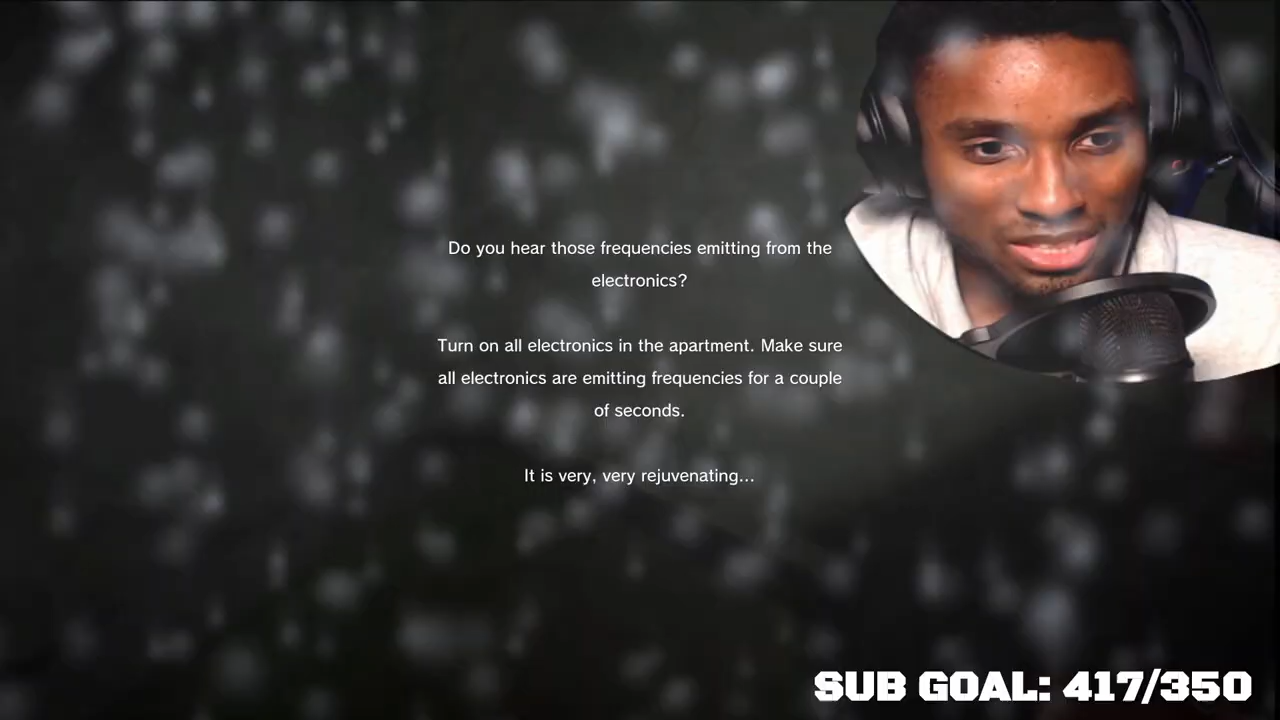 Do you hear those frequencies emitting from the
electronics?
Turn on all electronics in the apartment. Make sure
all electronics are emitting frequencies for a couple
of seconds.
It is very, very rejuvenating...
SUB GOAL: 417/350